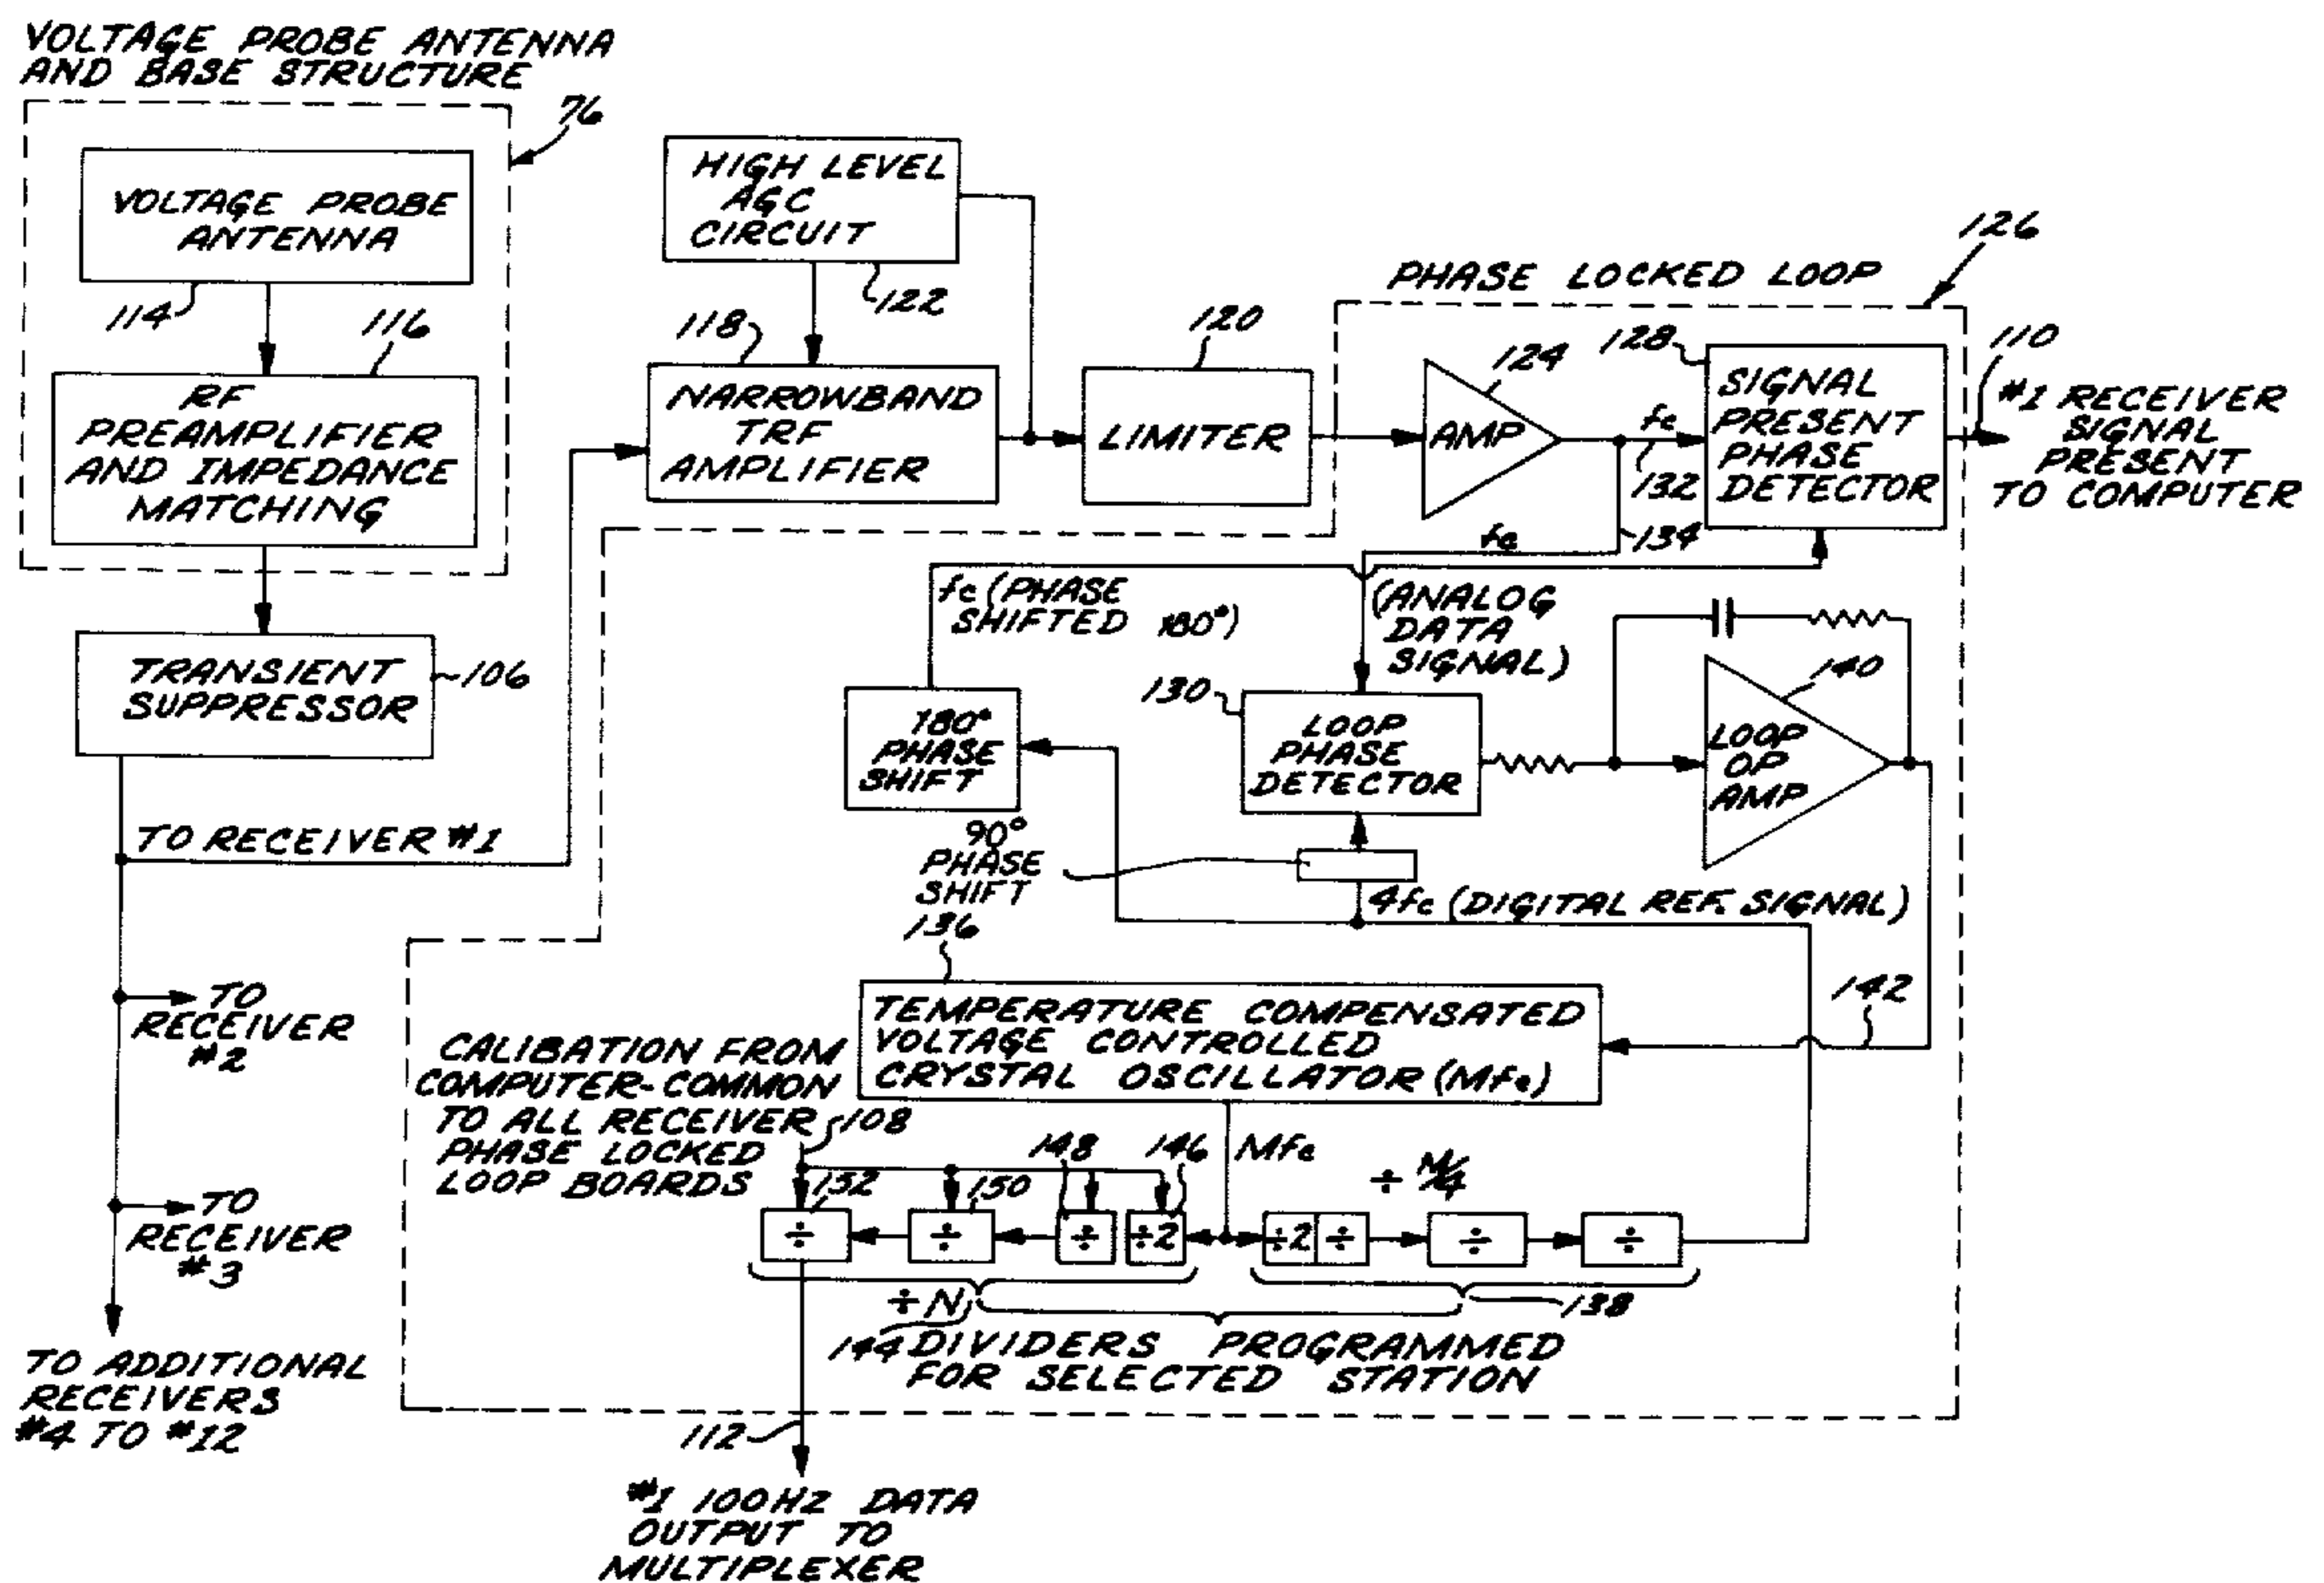 VOLTAGE PROBE ANTENNA
AND BASE STRUCTURE
76
VOLTAGE PROBE
ANTENNA
114
116
RF
PREAMPLIFIER
AND IMPEDANCE
MATCHING
TRANSIENT
SUPPRESSOR
106
TO RECEIVER #1
TO
RECEIVER
#2
TO
RECEIVER
#3
TO ADDITIONAL
RECEIVERS
#4 TO #12
HIGH LEVEL
AGC
CIRCUIT
122
118
NARROWBAND
TRF
AMPLIFIER
120
LIMITER
PHASE LOCKED LOOP
126
124
AMP
fc
132
128
SIGNAL
PRESENT
PHASE
DETECTOR
110
#1 RECEIVER
SIGNAL
PRESENT
TO COMPUTER
134
fc
fc (PHASE
SHIFTED 180°)
(ANALOG
DATA
SIGNAL)
180°
PHASE
SHIFT
130
LOOP
PHASE
DETECTOR
140
LOOP
OP
AMP
90°
PHASE
SHIFT
4fc (DIGITAL REF. SIGNAL)
136
TEMPERATURE COMPENSATED
VOLTAGE CONTROLLED
CRYSTAL OSCILLATOR (Mfc)
142
CALIBATION FROM
COMPUTER-COMMON
TO ALL RECEIVER
PHASE LOCKED
LOOP BOARDS
108
152
150
148
146
Mfc
÷ M/4
÷
÷
÷
÷2
÷2
÷
÷
÷
÷N
144
138
DIVIDERS PROGRAMMED
FOR SELECTED STATION
112
#1 100HZ DATA
OUTPUT TO
MULTIPLEXER